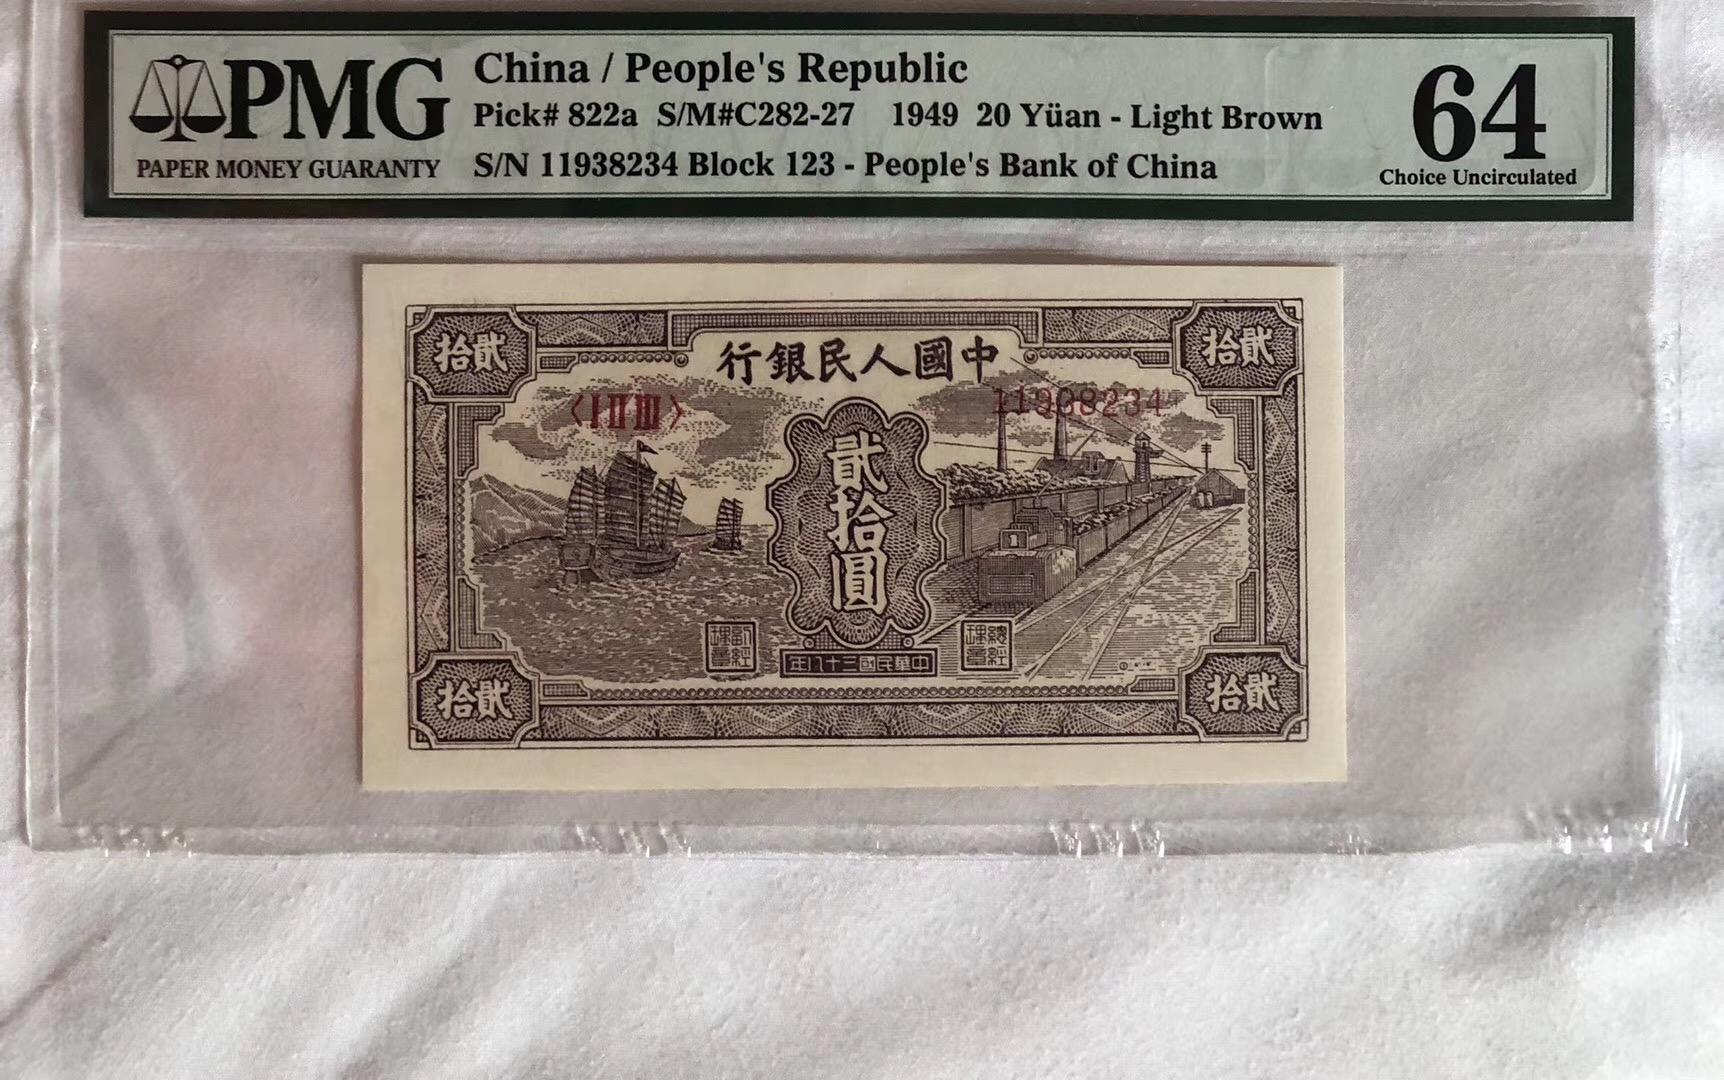 PMG
PAPER MONEY GUARANTY
China / People's Republic
Pick# 822a S/M#C282-27 1949 20 Yüan - Light Brown
S/N 11938234 Block 123 - People's Bank of China
64
Choice Uncirculated
拾貳
拾貳
行銀民人國中
〈I II III〉
11938234
貳拾圓
1
年八十三國民華中
拾貳
拾貳